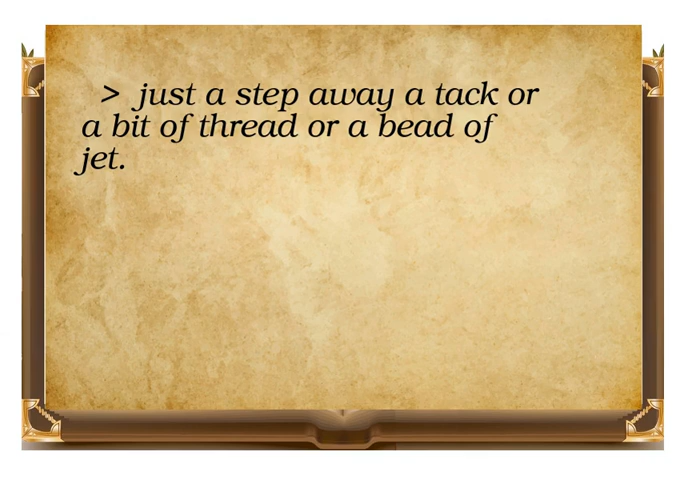 > just a step away a tack or
a bit of thread or a bead of
jet.